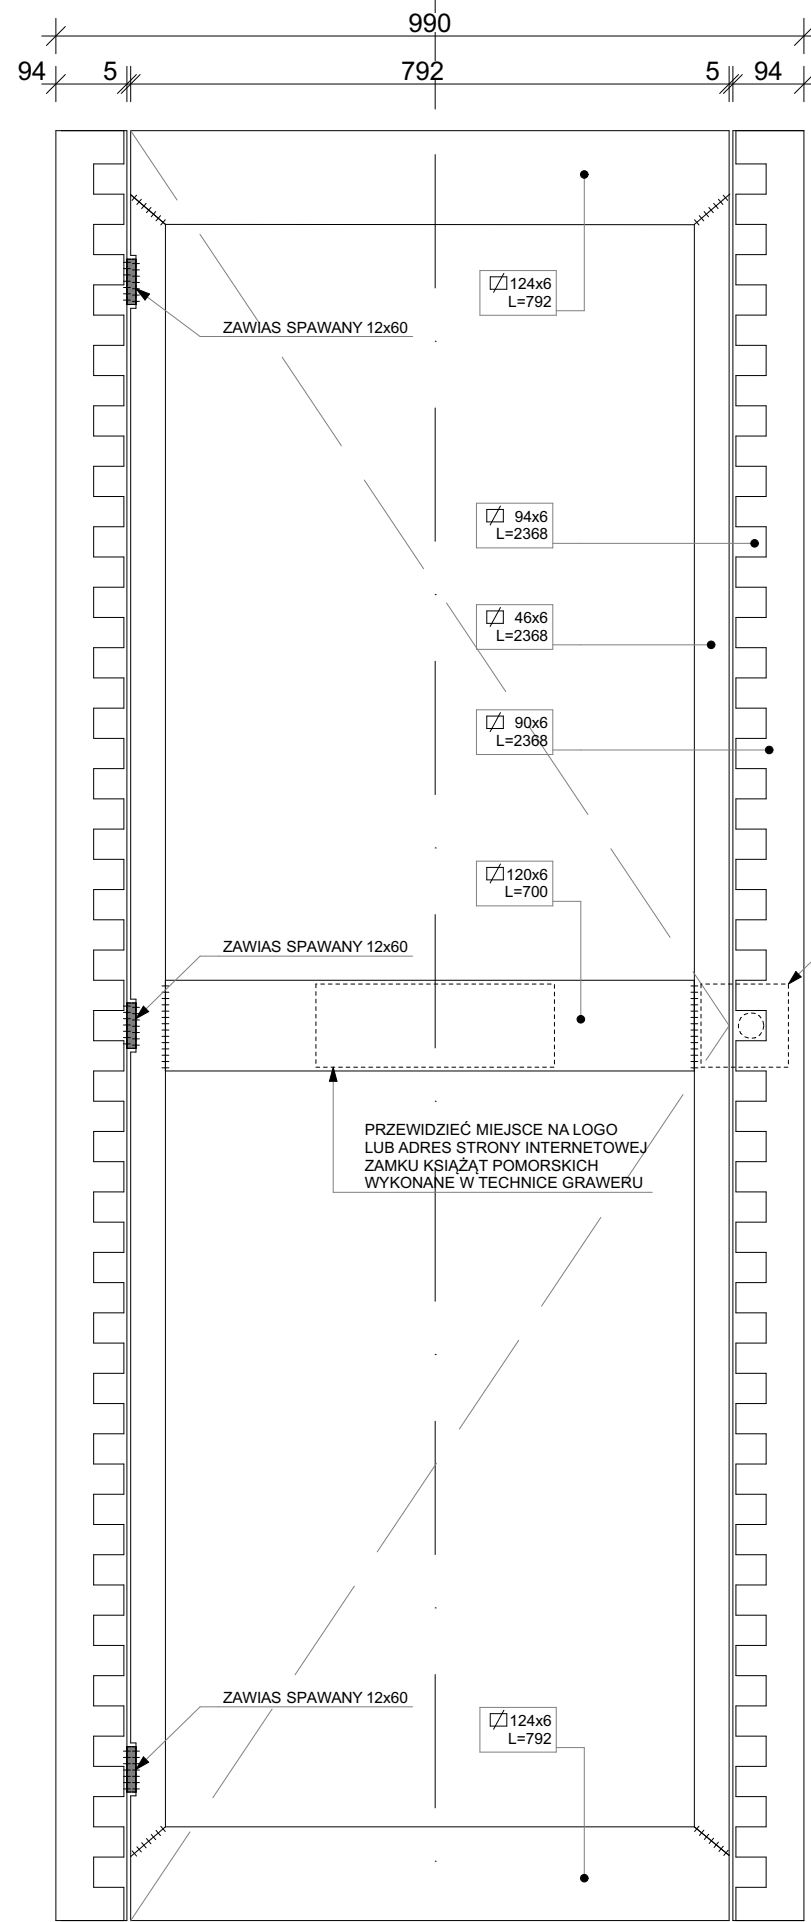 990
94 5 792 5 94
124x6
L=792
ZAWIAS SPAWANY 12x60
94x6
L=2368
46x6
L=2368
90x6
L=2368
120x6
L=700
ZAWIAS SPAWANY 12x60
PRZEWIDZIEĆ MIEJSCE NA LOGO
LUB ADRES STRONY INTERNETOWEJ
ZAMKU KSIĄŻĄT POMORSKICH
WYKONANE W TECHNICE GRAWERU
ZAWIAS SPAWANY 12x60
124x6
L=792